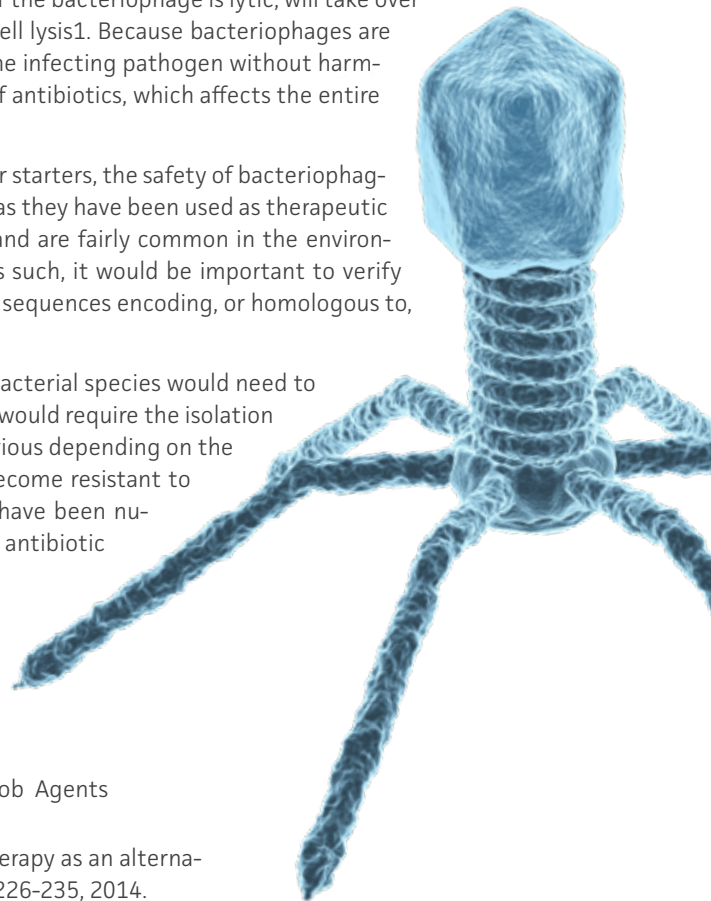 the bacteriophage is lytic, will take over
ell lysis1. Because bacteriophages are
e infecting pathogen without harm-
f antibiotics, which affects the entire
r starters, the safety of bacteriophag-
as they have been used as therapeutic
and are fairly common in the environ-
s such, it would be important to verify
sequences encoding, or homologous to,
acterial species would need to
would require the isolation
ious depending on the
ecome resistant to
have been nu-
antibiotic
ob Agents
erapy as an alterna-
226-235, 2014.